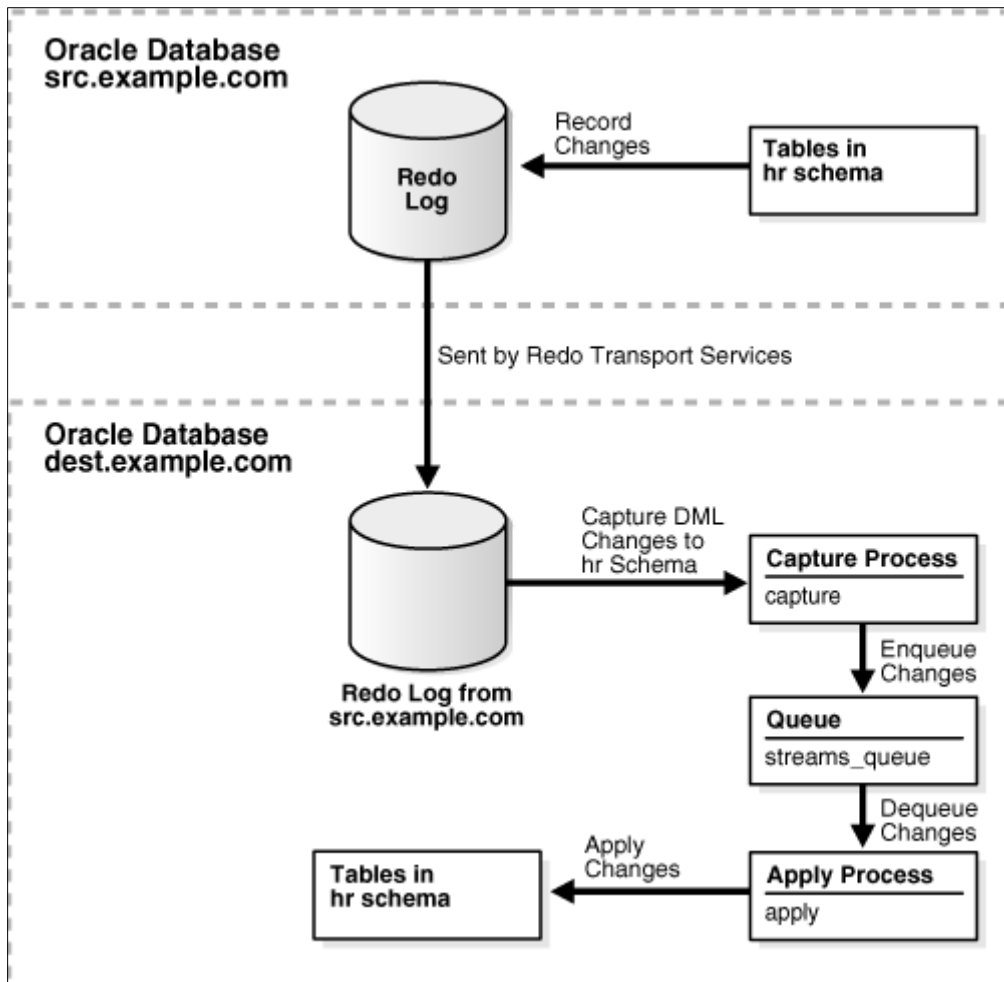 Oracle Database
src.example.com
Record
Changes
Tables in
hr schema
Redo
Log
Sent by Redo Transport Services
Oracle Database
dest.example.com
Capture DML
Changes to
hr Schema
Capture Process
capture
Redo Log from
src.example.com
Enqueue
Changes
Queue
streams_queue
Dequeue
Changes
Apply
Changes
Tables in
hr schema
Apply Process
apply